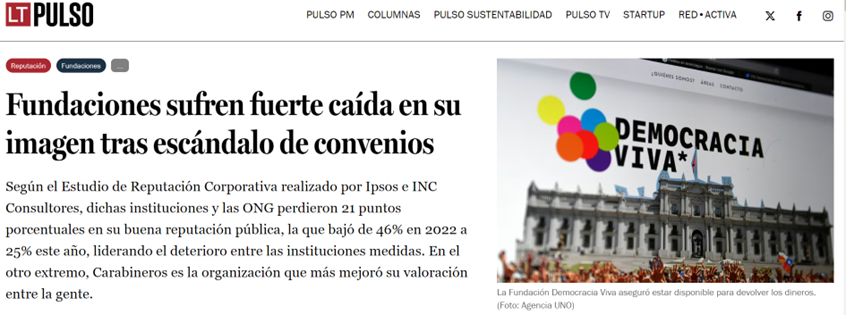 LT PULSO
PULSO PM COLUMNAS PULSO SUSTENTABILIDAD PULSO TV STARTUP RED+ACTIVA
Reputación Fundaciones ...
Fundaciones sufren fuerte caída en su
imagen tras escándalo de convenios
Según el Estudio de Reputación Corporativa realizado por Ipsos e INC
Consultores, dichas instituciones y las ONG perdieron 21 puntos
porcentuales en su buena reputación pública, la que bajó de 46% en 2022 a
25% este año, liderando el deterioro entre las instituciones medidas. En el
otro extremo, Carabineros es la organización que más mejoró su valoración
entre la gente.
¿QUIÉNES SOMOS? ÁREAS CONTACTO
DEMOCRACIA
VIVA*
La Fundación Democracia Viva aseguró estar disponible para devolver los dineros.
(Foto: Agencia UNO)